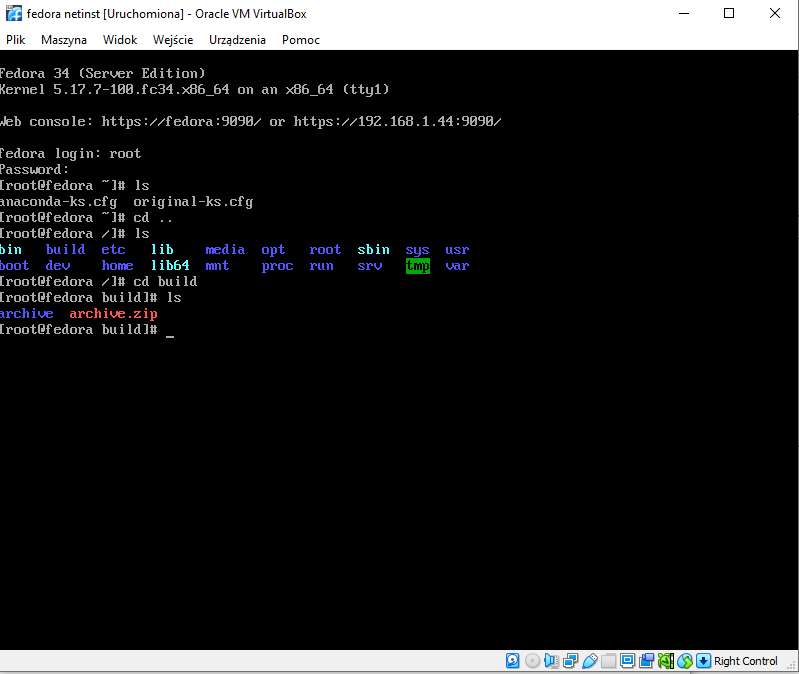 fedora netinst [Uruchomiona] - Oracle VM VirtualBox
Plik Maszyna Widok Wejście Urządzenia Pomoc
Fedora 34 (Server Edition)
Kernel 5.17.7-100.fc34.x86_64 on an x86_64 (tty1)
Web console: https://fedora:9090/ or https://192.168.1.44:9090/
fedora login: root
Password:
[root@fedora ~]# ls
anaconda-ks.cfg original-ks.cfg
[root@fedora ~]# cd ..
[root@fedora /]# ls
bin build etc lib media opt root sbin sys usr
boot dev home lib64 mnt proc run srv tmp var
[root@fedora /]# cd build
[root@fedora build]# ls
archive archive.zip
[root@fedora build]# _
Right Control